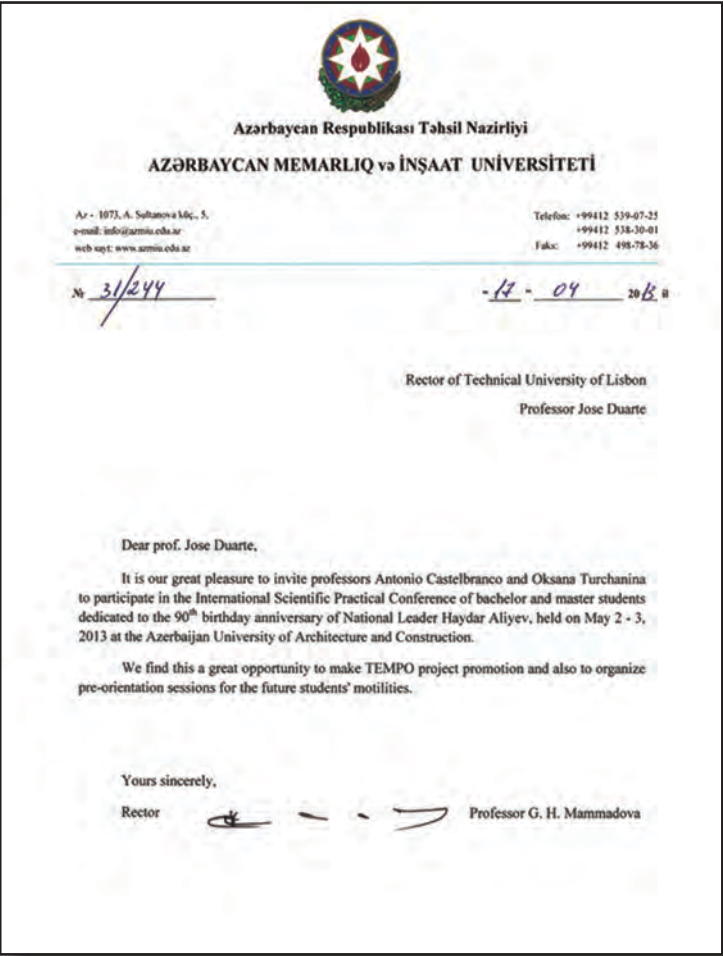 Azərbaycan Respublikası Təhsil Nazirliyi
AZƏRBAYCAN MEMARLIQ və İNŞAAT UNİVERSİTETİ
Az - 1073, A. Sultanova küç., 5,
e-mail: info@azmiu.edu.az
web sayt: www.azmiu.edu.az
Telefon: +99412 539-07-25
+99412 538-30-01
Faks: +99412 498-78-36
№ 31/244
- 17 - 04 2013 il
Rector of Technical University of Lisbon
Professor Jose Duarte
Dear prof. Jose Duarte,
It is our great pleasure to invite professors Antonio Castelbranco and Oksana Turchanina
to participate in the International Scientific Practical Conference of bachelor and master students
dedicated to the 90th birthday anniversary of National Leader Haydar Aliyev, held on May 2 - 3,
2013 at the Azerbaijan University of Architecture and Construction.
We find this a great opportunity to make TEMPO project promotion and also to organize
pre-orientation sessions for the future students' motilities.
Yours sincerely,
Rector Professor G. H. Mammadova